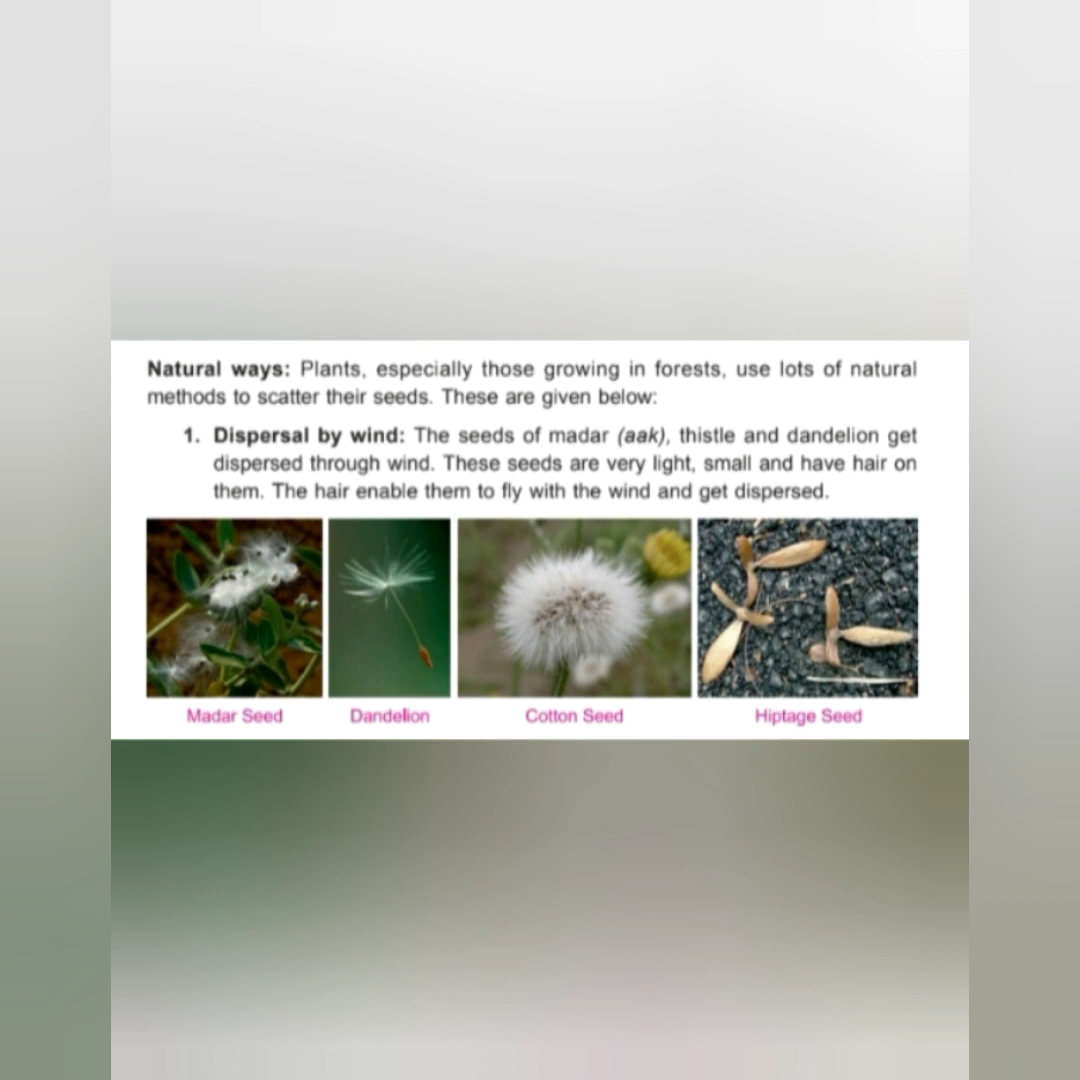 Natural ways: Plants, especially those growing in forests, use lots of natural
methods to scatter their seeds. These are given below:
1. Dispersal by wind: The seeds of madar (aak), thistle and dandelion get
dispersed through wind. These seeds are very light, small and have hair on
them. The hair enable them to fly with the wind and get dispersed.
Madar Seed
Dandelion
Cotton Seed
Hiptage Seed